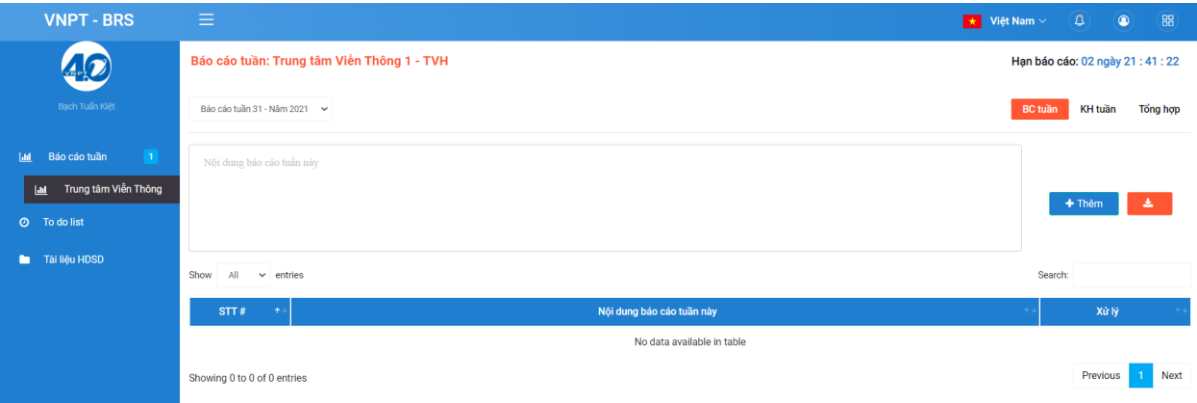 VNPT - BRS
Việt Nam
VNPT 4.0
Bạch Tuấn Kiệt
Báo cáo tuần 1
Trung tâm Viễn Thông
To do list
Tài liệu HDSD
Báo cáo tuần: Trung tâm Viễn Thông 1 - TVH
Hạn báo cáo: 02 ngày 21 : 41 : 22
Báo cáo tuần 31 - Năm 2021
BC tuần KH tuần Tổng hợp
Nội dung báo cáo tuần này
+ Thêm
Show All entries
Search:
STT # Nội dung báo cáo tuần này Xử lý
No data available in table
Showing 0 to 0 of 0 entries
Previous 1 Next